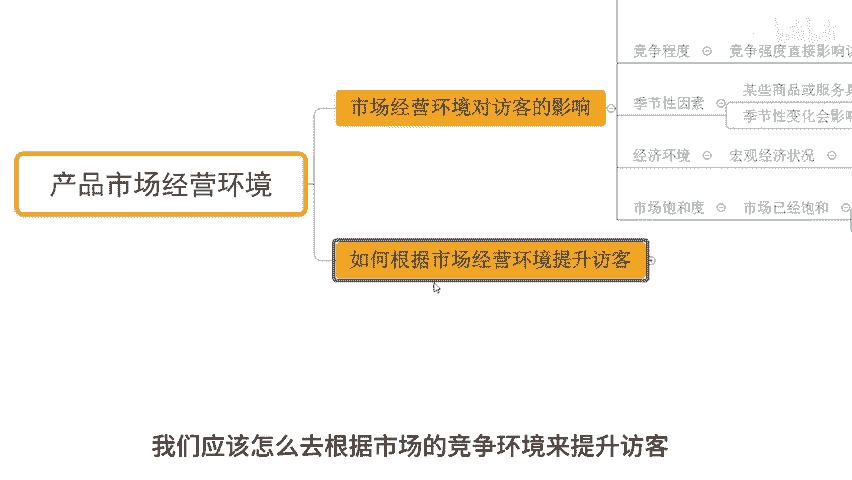 竞争程度 竞争强度直接影响
某些商品或服务
市场经营环境对访客的影响
季节性因素
季节性变化会影响
产品市场经营环境
经济环境 宏观经济状况
市场饱和度 市场已经饱和
如何根据市场经营环境提升访客
我们应该怎么去根据市场的竞争环境来提升访客